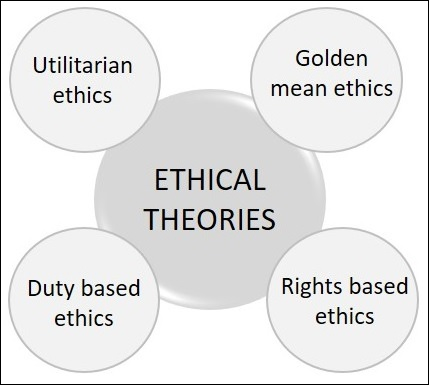 Utilitarian
ethics
Golden
mean ethics
ETHICAL
THEORIES
Duty based
ethics
Rights based
ethics